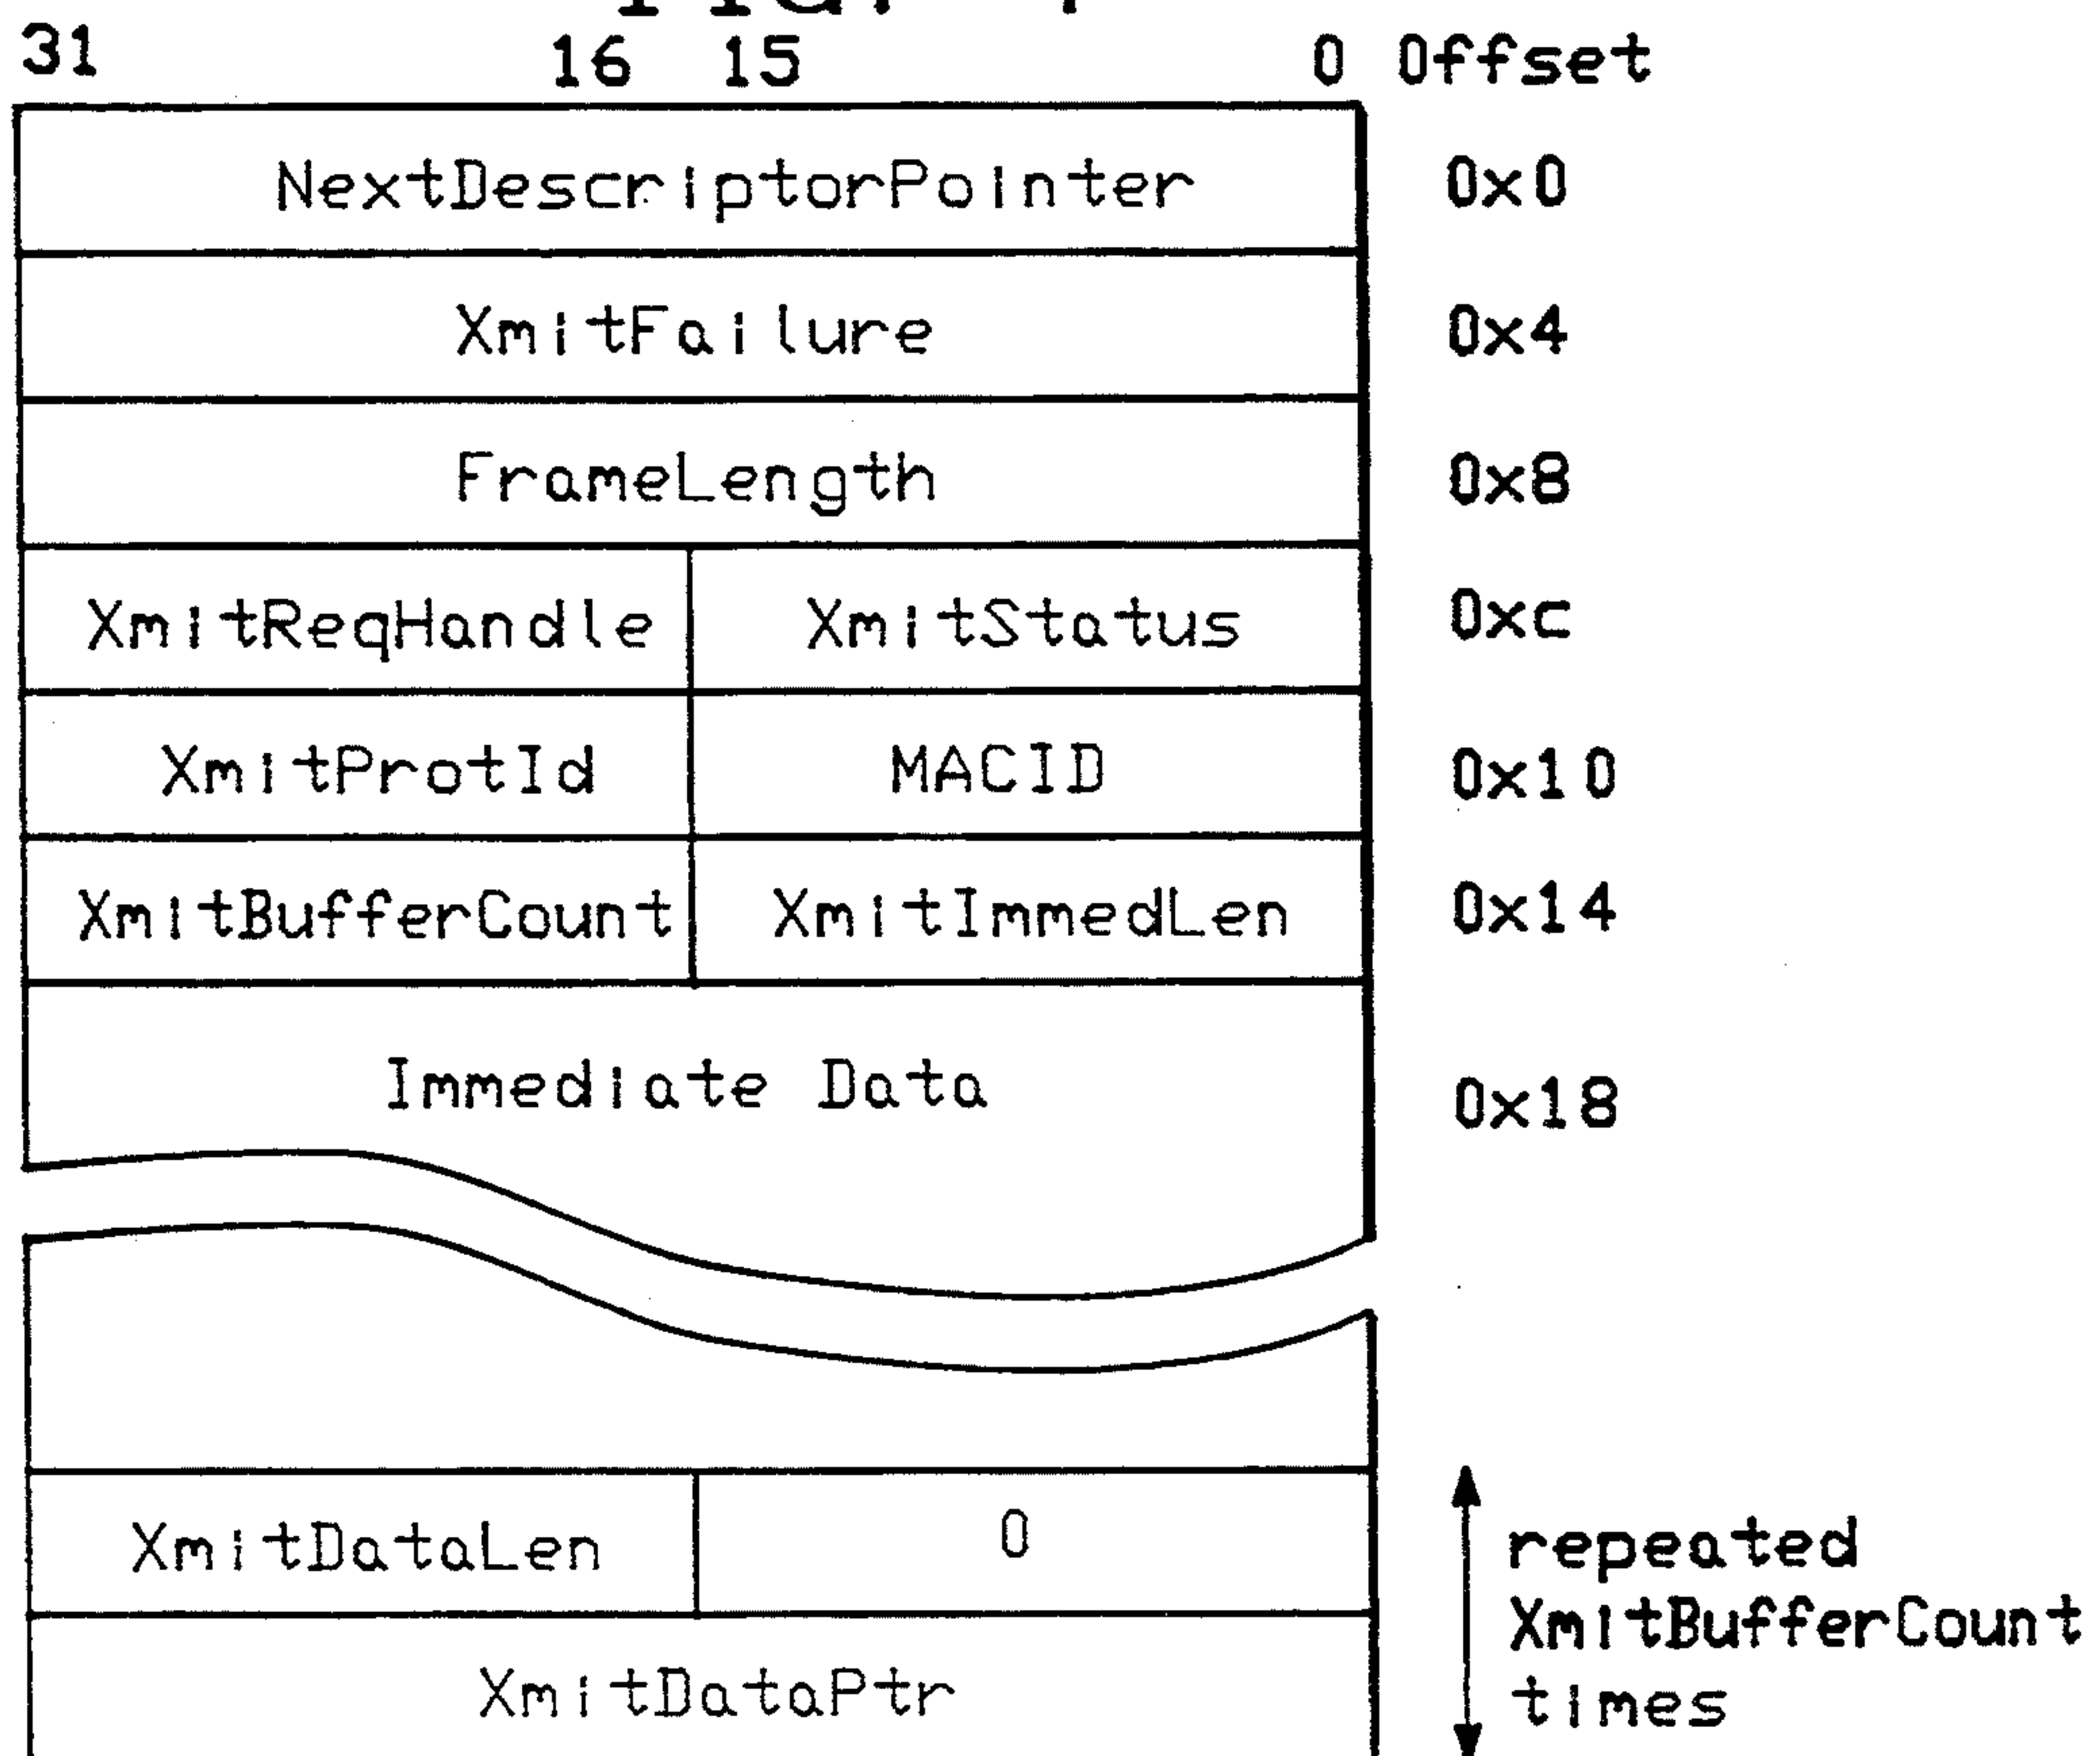 31 16 15 0 Offset
NextDescriptorPointer 0x0
XmitFailure 0x4
FrameLength 0x8
XmitReqHandle XmitStatus 0xc
XmitProtId MACID 0x10
XmitBufferCount XmitImmedLen 0x14
Immediate Data 0x18
XmitDataLen 0 repeated
XmitBufferCount
XmitDataPtr times